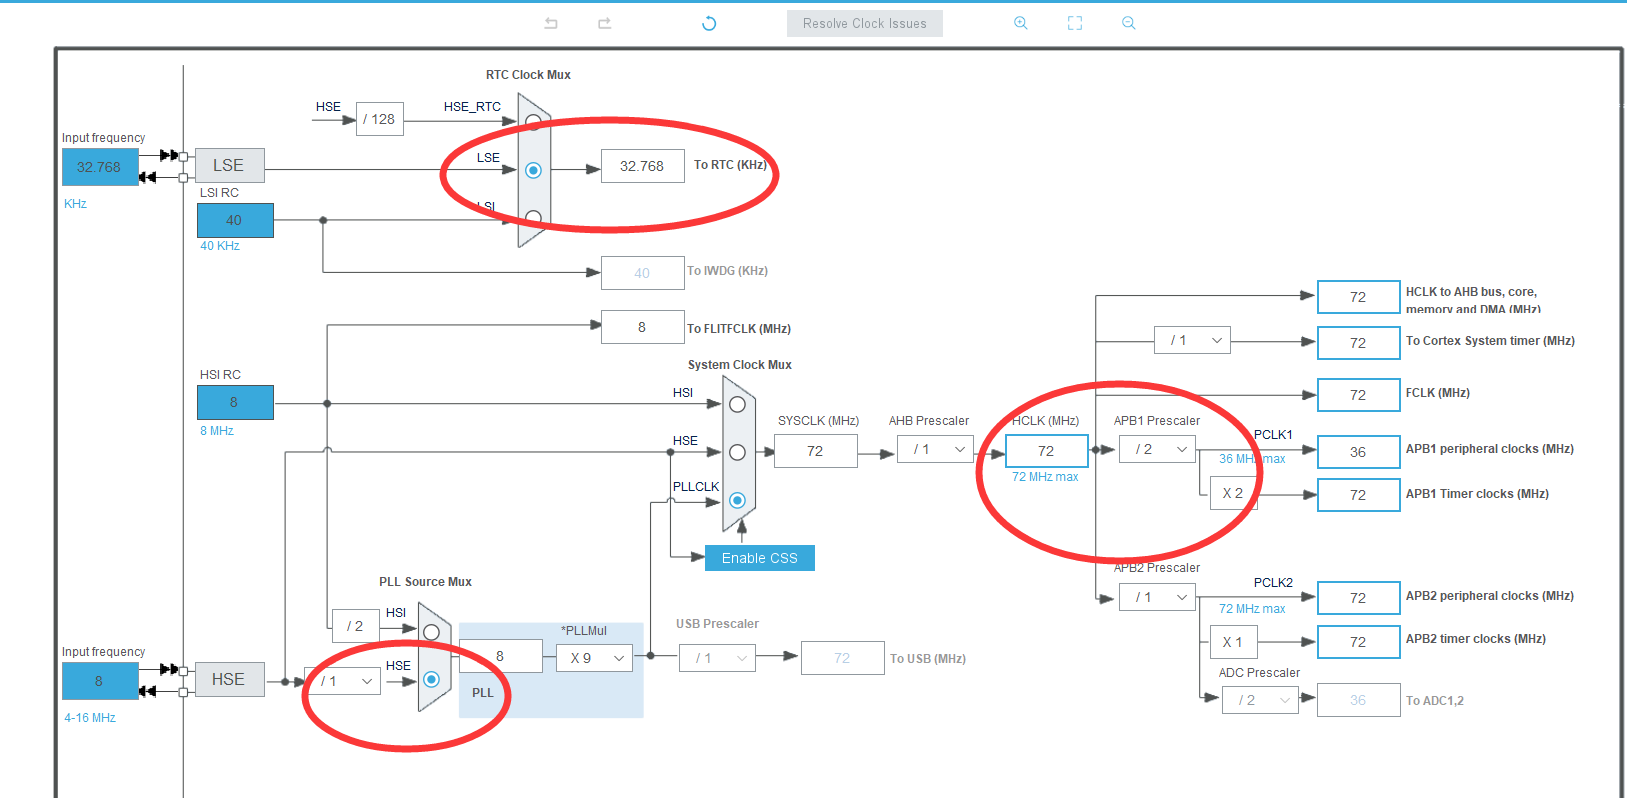 Resolve Clock Issues
RTC Clock Mux
HSE
/ 128
HSE_RTC
Input frequency
32.768
KHz
LSE
LSE
32.768
To RTC (KHz)
LSI RC
40
40 KHz
LSI
40
To IWDG (KHz)
8
To FLITFCLK (MHz)
HSI RC
8
8 MHz
System Clock Mux
HSI
HSE
PLLCLK
Enable CSS
SYSCLK (MHz)
72
AHB Prescaler
/ 1
HCLK (MHz)
72
72 MHz max
APB1 Prescaler
/ 2
PCLK1
36 MHz max
X 2
72
HCLK to AHB bus, core,
memory and DMA (MHz)
/ 1
72
To Cortex System timer (MHz)
72
FCLK (MHz)
36
APB1 peripheral clocks (MHz)
72
APB1 Timer clocks (MHz)
APB2 Prescaler
/ 1
PCLK2
72 MHz max
72
APB2 peripheral clocks (MHz)
X 1
72
APB2 timer clocks (MHz)
ADC Prescaler
/ 2
36
To ADC1,2
PLL Source Mux
HSI
/ 2
Input frequency
8
4-16 MHz
HSE
/ 1
HSE
8
*PLLMul
X 9
PLL
USB Prescaler
/ 1
72
To USB (MHz)